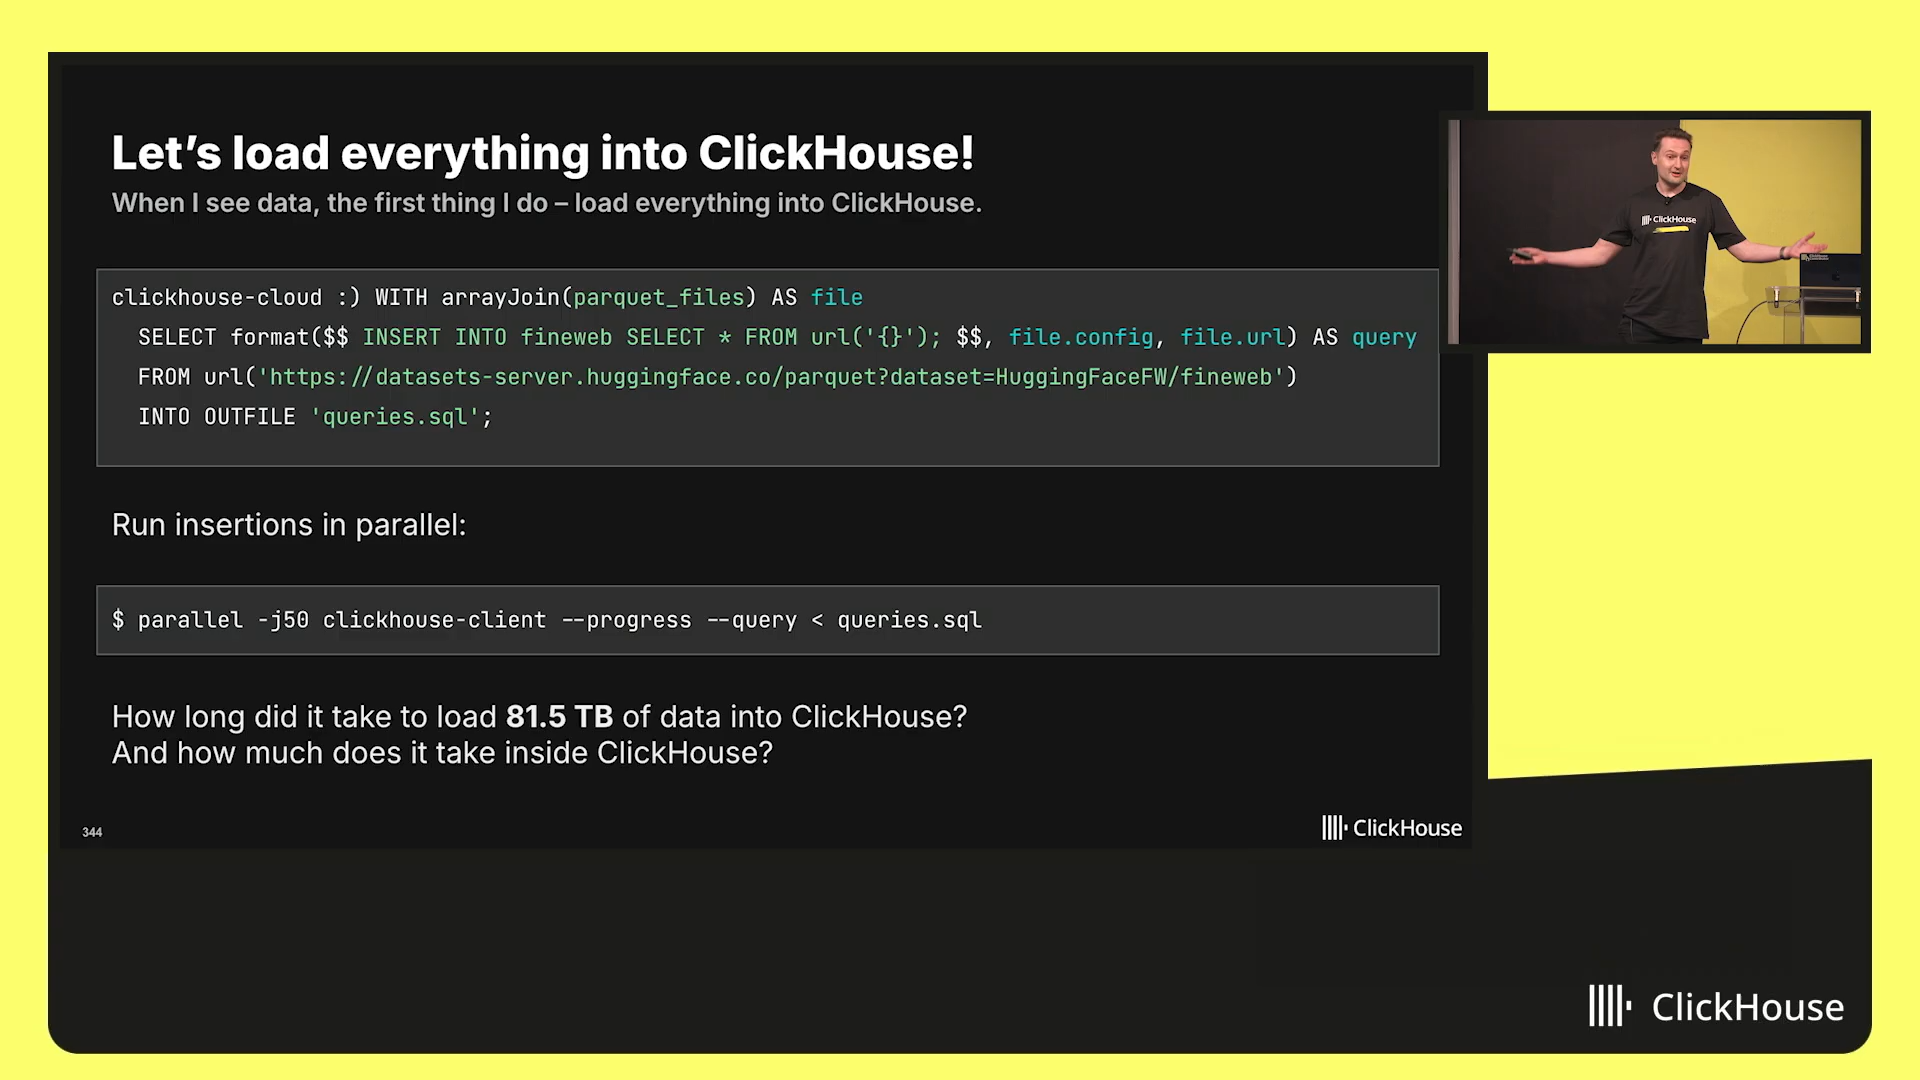 Let's load everything into ClickHouse!
When I see data, the first thing I do – load everything into ClickHouse.
clickhouse-cloud :) WITH arrayJoin(parquet_files) AS file
SELECT format($$ INSERT INTO fineweb SELECT * FROM url('{}'); $$, file.config, file.url) AS query
FROM url('https://datasets-server.huggingface.co/parquet?dataset=HuggingFaceFW/fineweb')
INTO OUTFILE 'queries.sql';
Run insertions in parallel:
$ parallel -j50 clickhouse-client --progress --query < queries.sql
How long did it take to load 81.5 TB of data into ClickHouse?
And how much does it take inside ClickHouse?
344
ClickHouse
ClickHouse
ClickHouse